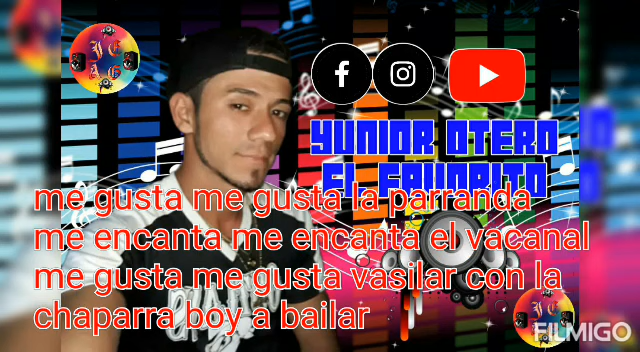 YUNIOR OTERO
EL FAVORITO
me gusta me gusta la parranda
me encanta me encanta el vacanal
me gusta me gusta vasilar con la
chaparra boy a bailar
FILMIGO